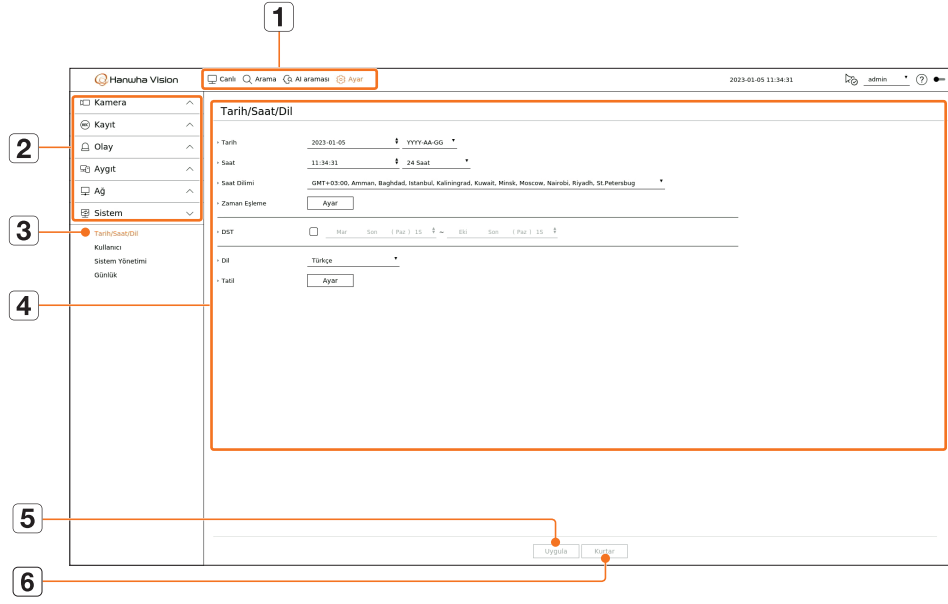 1
Hanwha Vision Canlı Arama AI araması Ayar 2023-01-05 11:34:31 admin ?
Kamera
Kayıt
Olay
Aygıt
Ağ
Sistem
Tarih/Saat/Dil
Kullanıcı
Sistem Yönetimi
Günlük
2
3
4
Tarih/Saat/Dil
• Tarih 2023-01-05 YYYY-AA-GG
• Saat 11:34:31 24 Saat
• Saat Dilimi GMT+03:00, Amman, Baghdad, Istanbul, Kaliningrad, Kuwait, Minsk, Moscow, Nairobi, Riyadh, St.Petersbug
• Zaman Eşleme Ayar
• DST Mar Son (Paz) 1S ~ Eki Son (Paz) 1S
• Dil Türkçe
• Tatil Ayar
5
Uygula Kurtar
6